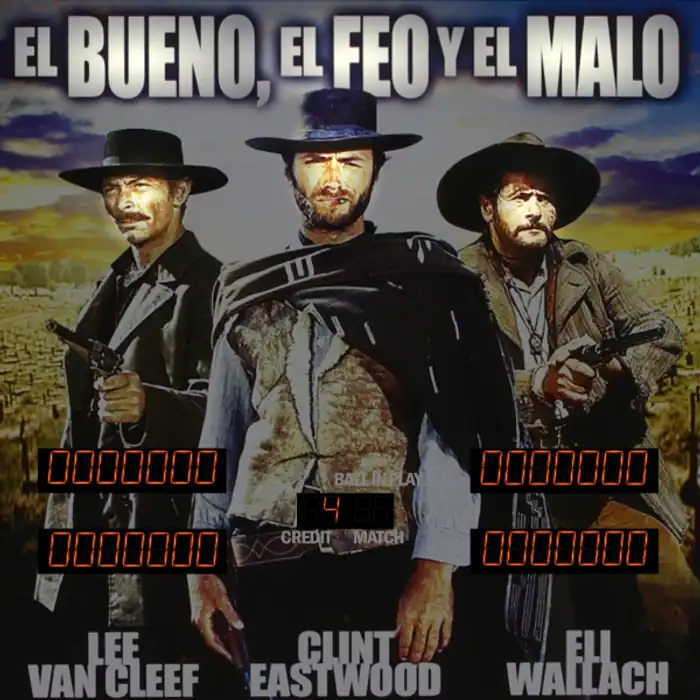 EL BUENO, EL FEO Y EL MALO
0000000
0000000
BALL IN PLAY
4
CREDIT MATCH
0000000
0000000
LEE VAN CLEEF
CLINT EASTWOOD
ELI WALLACH